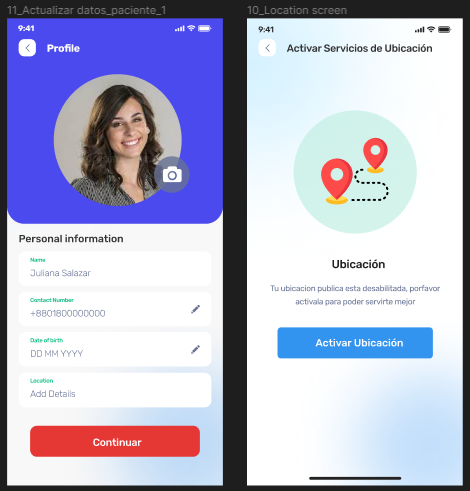 11_Actualizar datos_paciente_1
9:41
Profile
Personal information
Name
Juliana Salazar
Contact Number
+8801800000000
Date of birth
DD MM YYYY
Location
Add Details
Continuar
10_Location screen
9:41
Activar Servicios de Ubicación
Ubicación
Tu ubicacion publica esta desabilitada, porfavor
activala para poder servirte mejor
Activar Ubicación